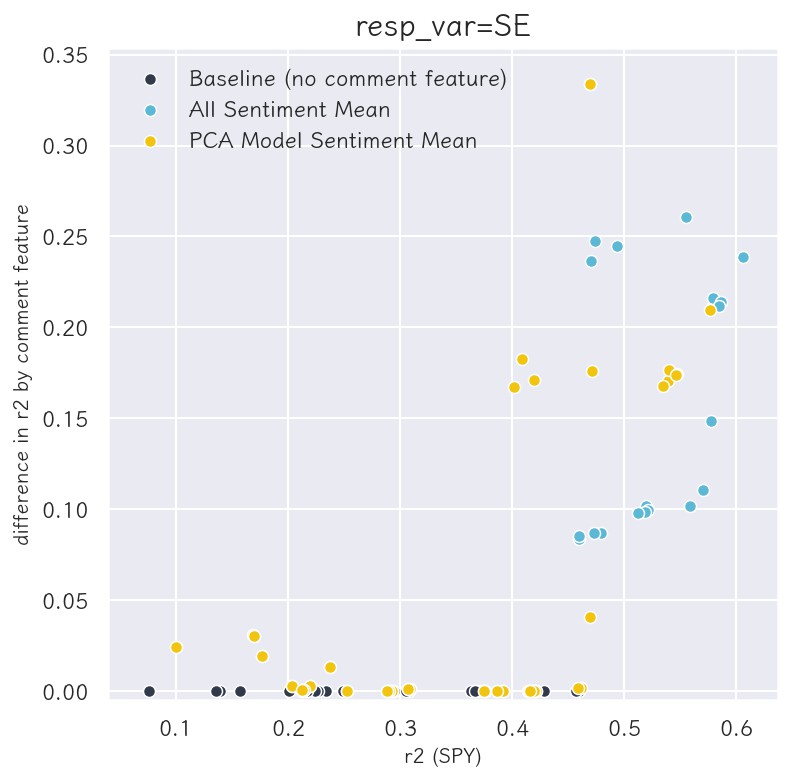 resp_var=SE
Baseline (no comment feature)
All Sentiment Mean
PCA Model Sentiment Mean
difference in r2 by comment feature
0.35
0.30
0.25
0.20
0.15
0.10
0.05
0.00
0.1 0.2 0.3 0.4 0.5 0.6
r2 (SPY)